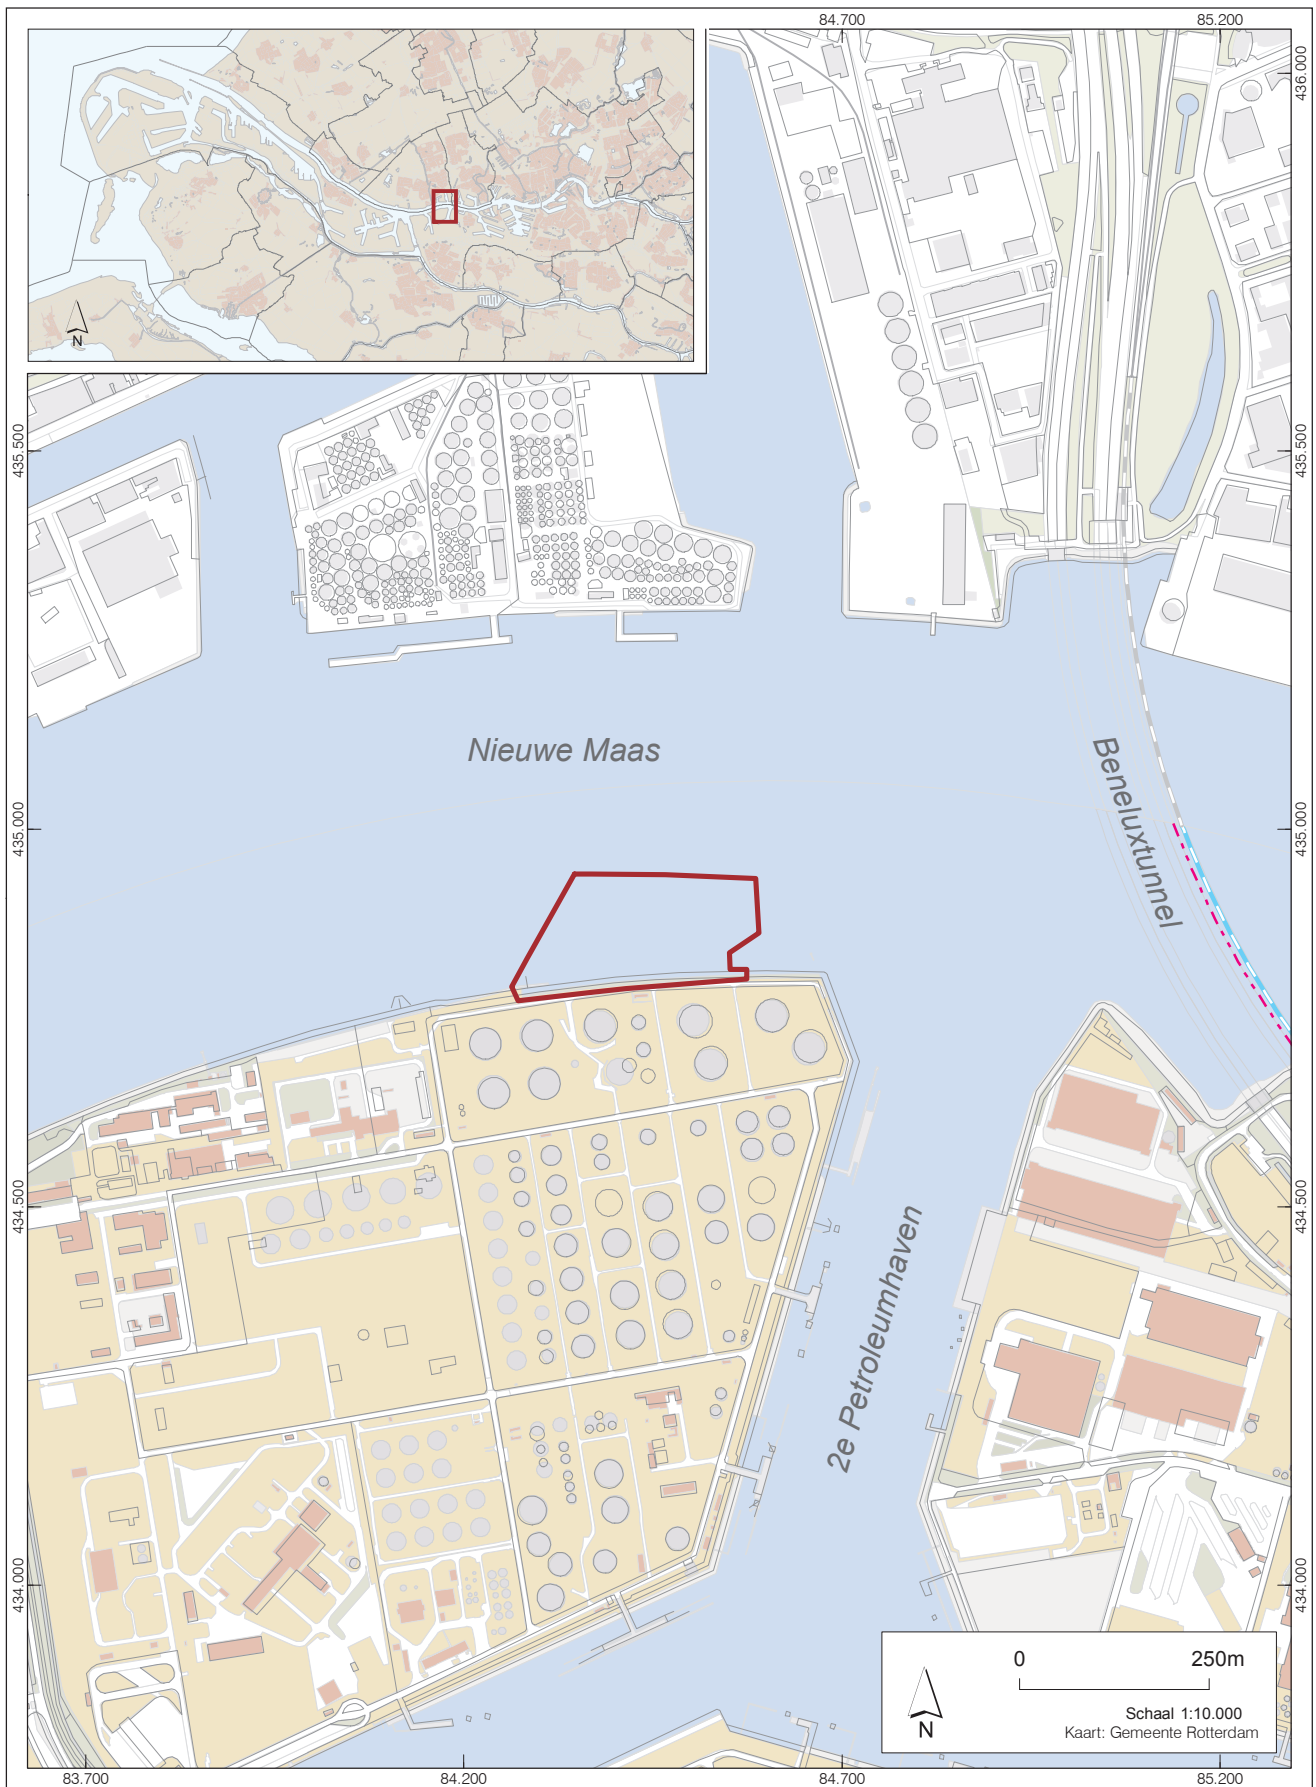 84.700
85.200
436.000
N
435.500
435.500
Nieuwe Maas
Beneluxtunnel
435.000
435.000
434.500
434.500
2e Petroleumhaven
434.000
434.000
0
250m
N
Schaal 1:10.000
Kaart: Gemeente Rotterdam
83.700
84.200
84.700
85.200